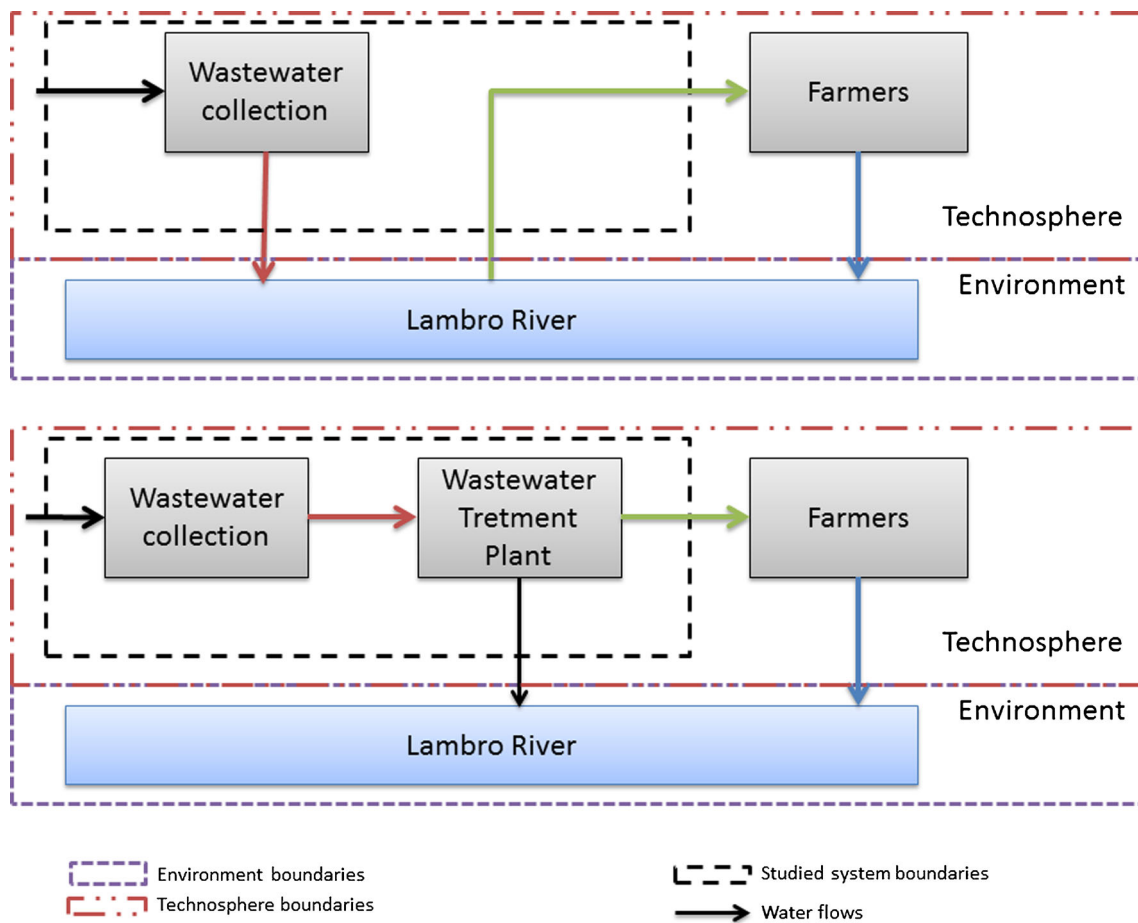 Wastewater
collection
Farmers
Technosphere
Environment
Lambro River
Wastewater
collection
Wastewater
Tretment
Plant
Farmers
Technosphere
Environment
Lambro River
Environment boundaries
Technosphere boundaries
Studied system boundaries
Water flows